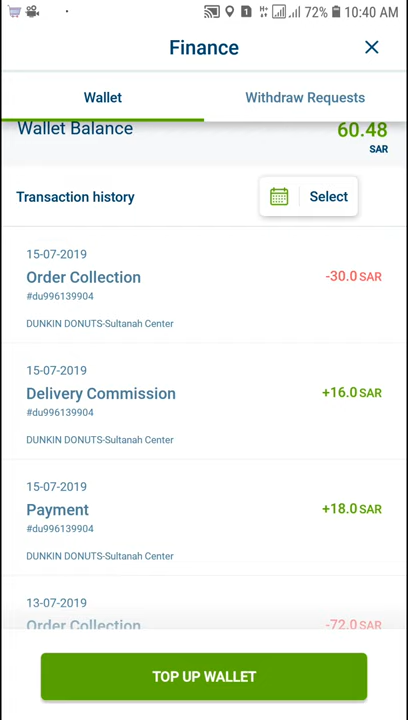 72% 10:40 AM
Finance
Wallet
Withdraw Requests
Wallet Balance
60.48
SAR
Transaction history
Select
15-07-2019
Order Collection
-30.0 SAR
#du996139904
DUNKIN DONUTS-Sultanah Center
15-07-2019
Delivery Commission
+16.0 SAR
#du996139904
DUNKIN DONUTS-Sultanah Center
15-07-2019
Payment
+18.0 SAR
#du996139904
DUNKIN DONUTS-Sultanah Center
13-07-2019
Order Collection
-72.0 SAR
TOP UP WALLET